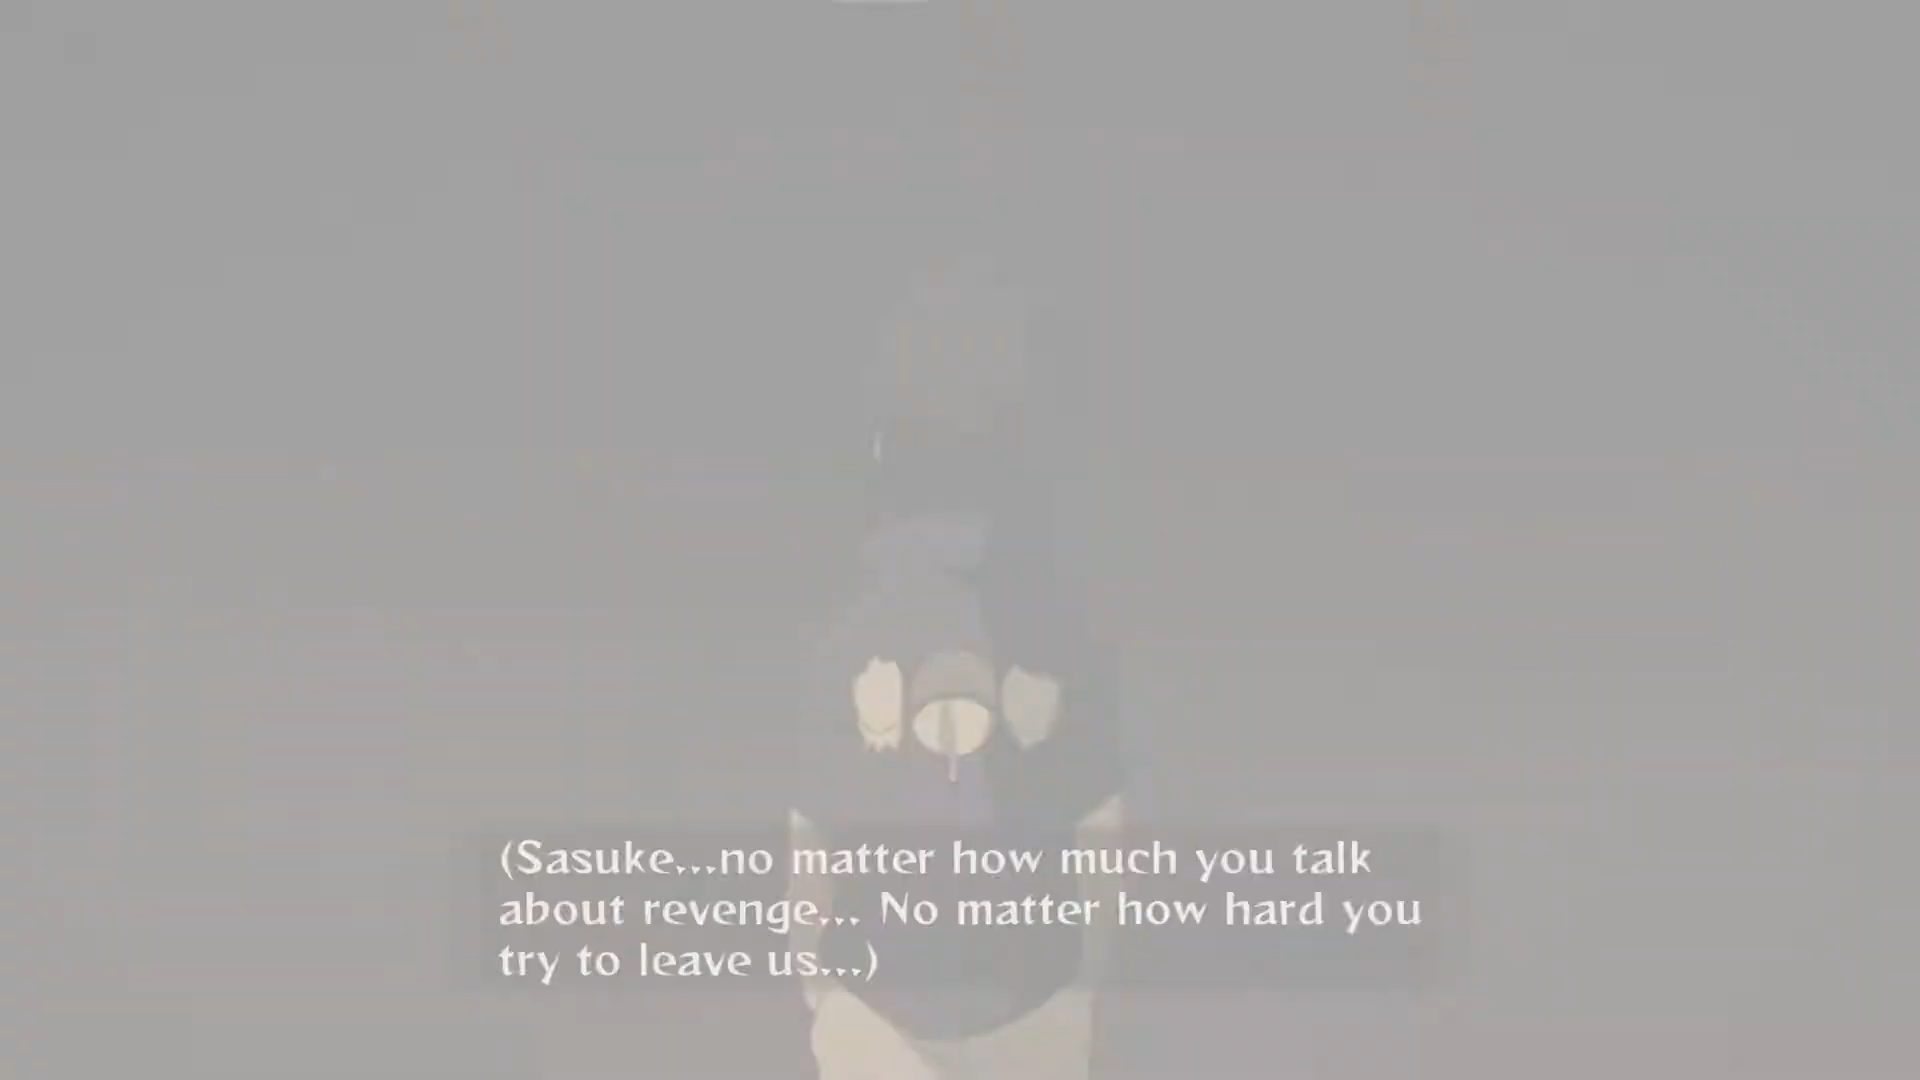 (Sasuke...no matter how much you talk
about revenge... No matter how hard you
try to leave us...)